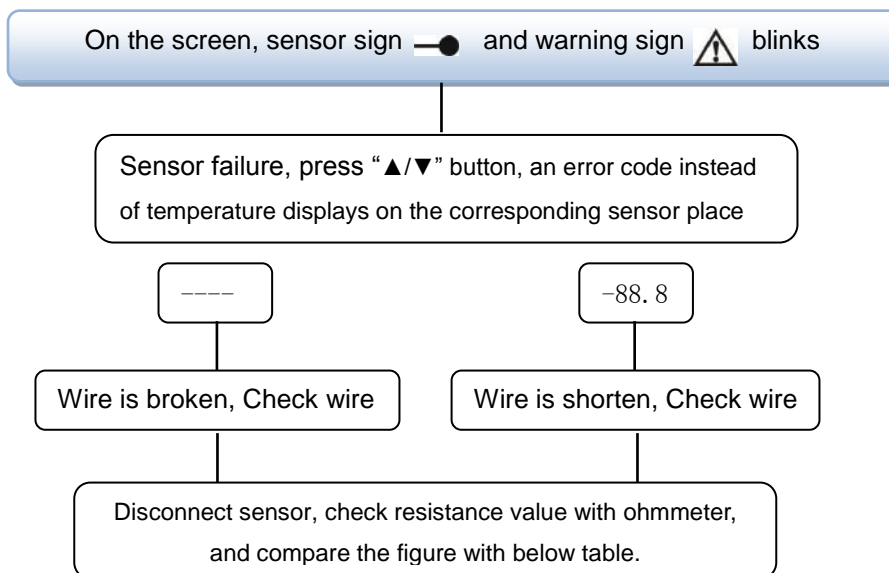 On the screen, sensor sign and warning sign blinks
Sensor failure, press “▲/▼” button, an error code instead
of temperature displays on the corresponding sensor place
----
-88.8
Wire is broken, Check wire
Wire is shorten, Check wire
Disconnect sensor, check resistance value with ohmmeter,
and compare the figure with below table.